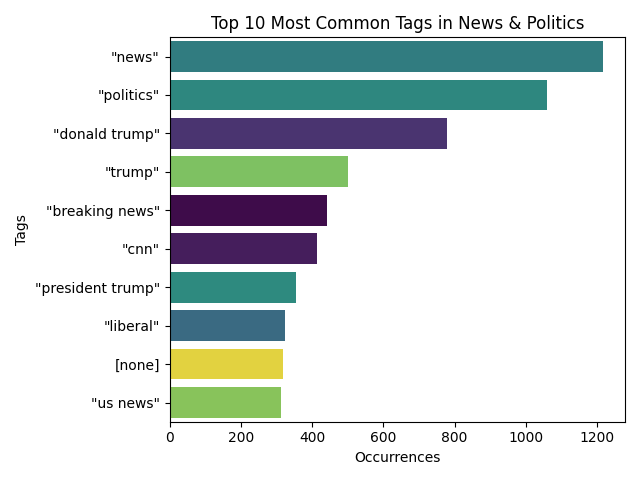 Top 10 Most Common Tags in News & Politics
Tags
"news"
"politics"
"donald trump"
"trump"
"breaking news"
"cnn"
"president trump"
"liberal"
[none]
"us news"
0 200 400 600 800 1000 1200
Occurrences